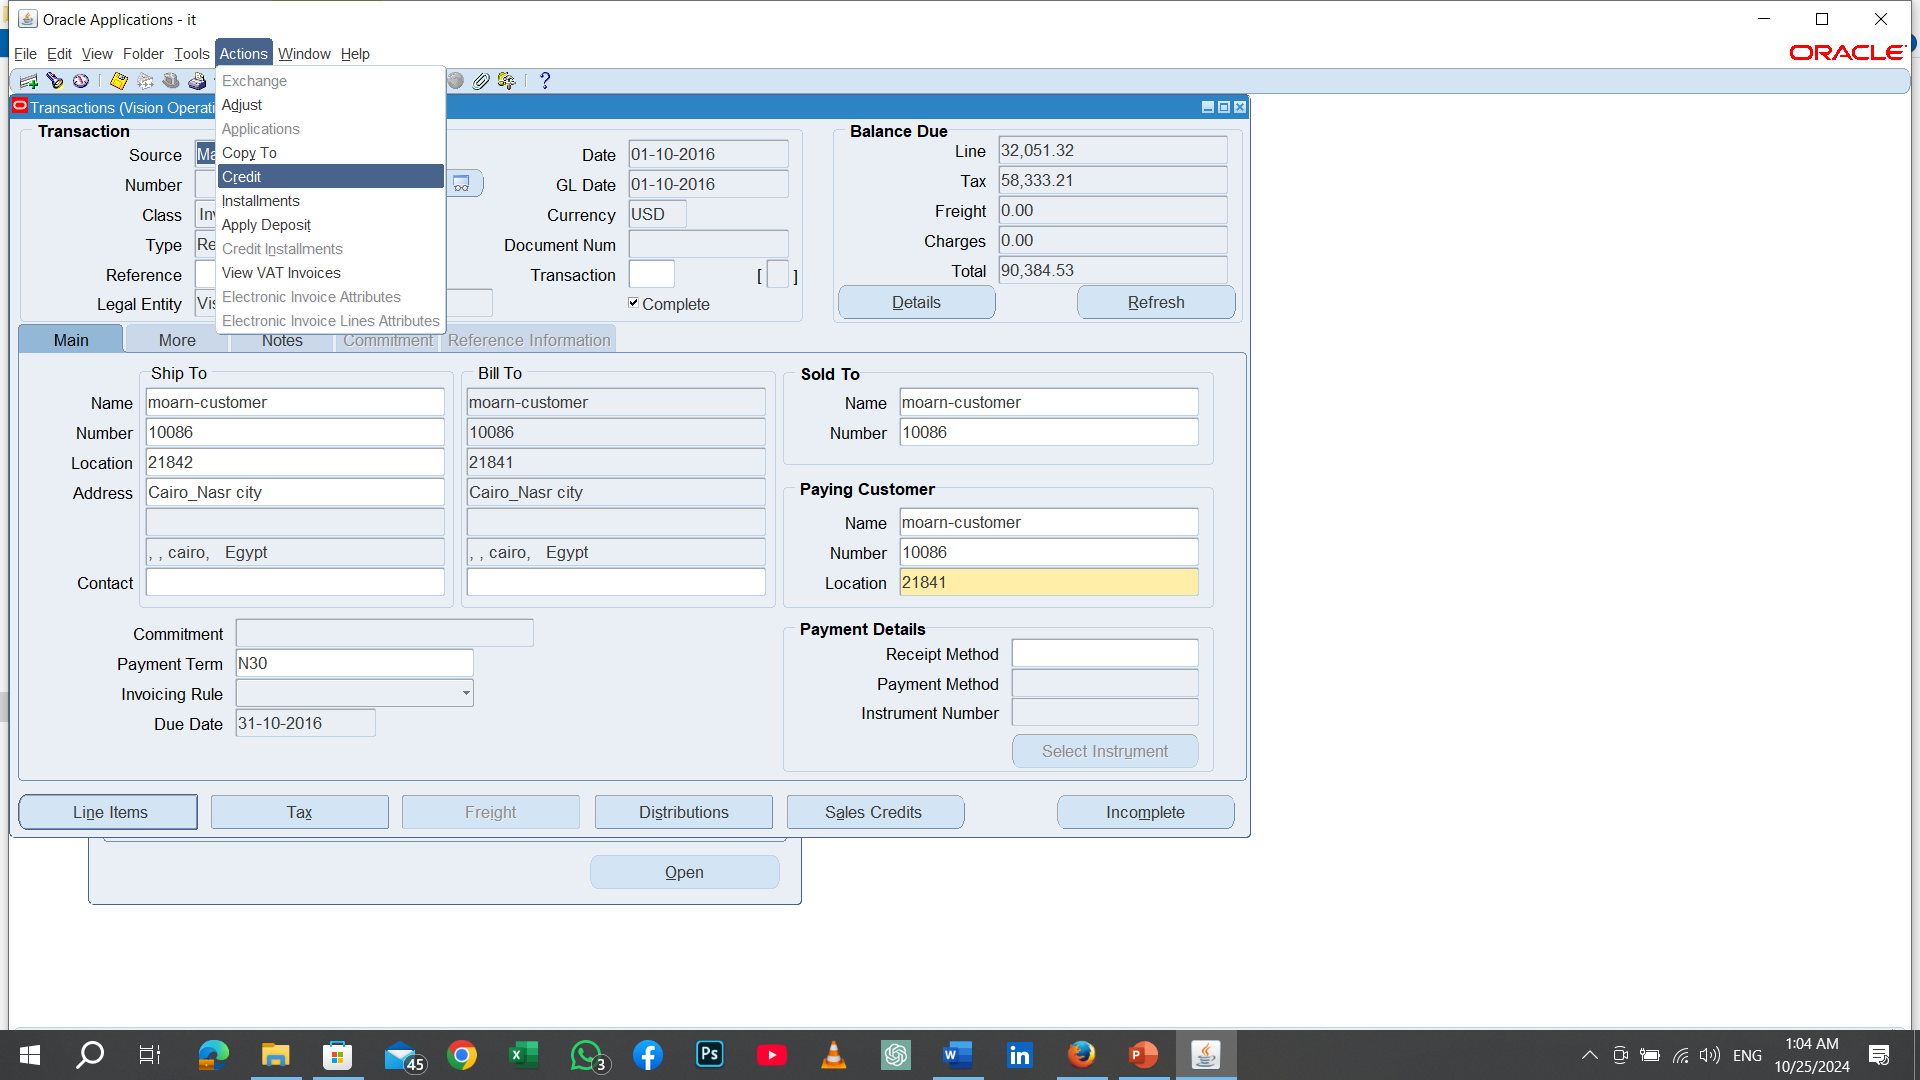 Oracle Applications - it
File Edit View Folder Tools Actions Window Help
ORACLE
Exchange
Adjust
Applications
Copy To
Credit
Installments
Apply Deposit
Credit Installments
View VAT Invoices
Electronic Invoice Attributes
Electronic Invoice Lines Attributes
?
Transactions (Vision Operati
Transaction
Source Ma
Number
Class Inv
Type Re
Reference
Legal Entity Vis
Date 01-10-2016
GL Date 01-10-2016
Currency USD
Document Num
Transaction [ ]
Complete
Balance Due
Line 32,051.32
Tax 58,333.21
Freight 0.00
Charges 0.00
Total 90,384.53
Details Refresh
Main More Notes Commitment Reference Information
Ship To
Name moarn-customer
Number 10086
Location 21842
Address Cairo_Nasr city
, , cairo, Egypt
Contact
Bill To
moarn-customer
10086
21841
Cairo_Nasr city
, , cairo, Egypt
Sold To
Name moarn-customer
Number 10086
Paying Customer
Name moarn-customer
Number 10086
Location 21841
Commitment
Payment Term N30
Invoicing Rule
Due Date 31-10-2016
Payment Details
Receipt Method
Payment Method
Instrument Number
Select Instrument
Line Items Tax Freight Distributions Sales Credits Incomplete
Open
45
3
Ps
ENG
1:04 AM
10/25/2024